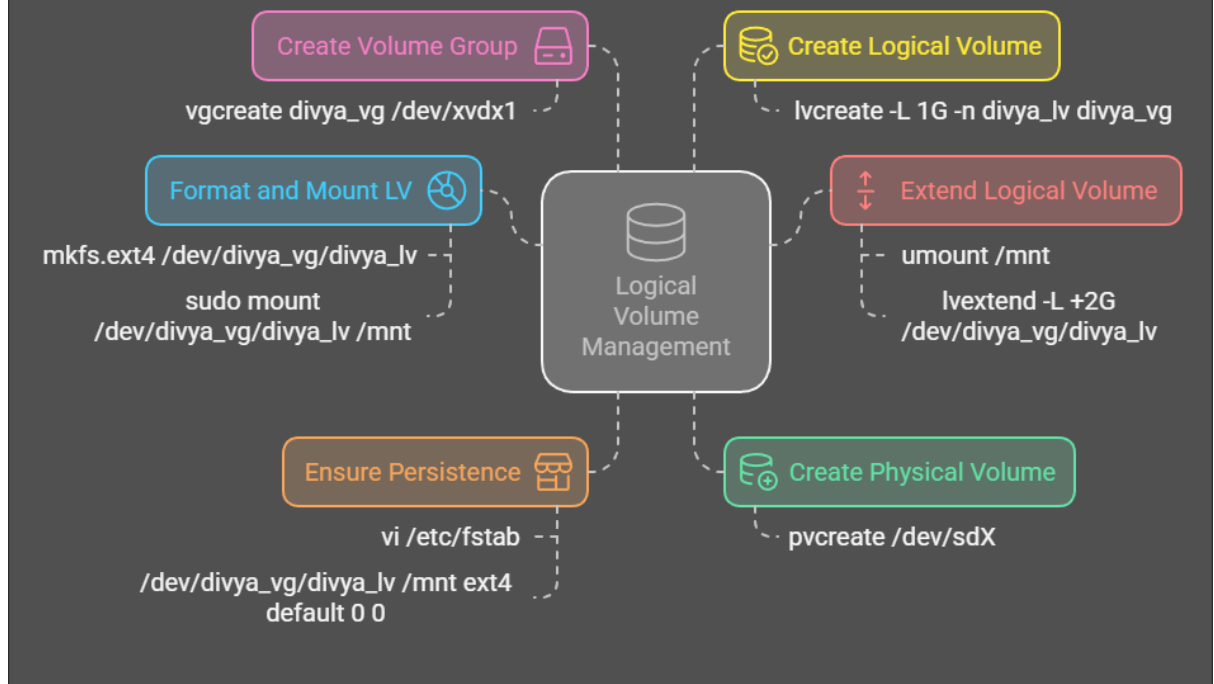 Create Volume Group
vgcreate divya_vg /dev/xvdx1
Create Logical Volume
lvcreate -L 1G -n divya_lv divya_vg
Format and Mount LV
mkfs.ext4 /dev/divya_vg/divya_lv
sudo mount
/dev/divya_vg/divya_lv /mnt
Logical
Volume
Management
Extend Logical Volume
umount /mnt
lvextend -L +2G
/dev/divya_vg/divya_lv
Ensure Persistence
vi /etc/fstab
/dev/divya_vg/divya_lv /mnt ext4
default 0 0
Create Physical Volume
pvcreate /dev/sdX